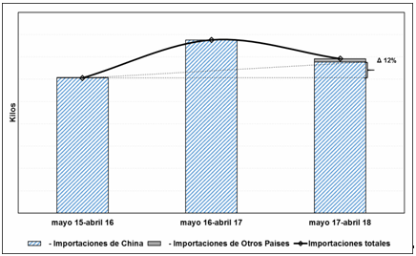 Kilos
Δ 12%
mayo 15-abril 16
mayo 16-abril 17
mayo 17-abril 18
- Importaciones de China
- Importaciones de Otros Paises
Importaciones totales